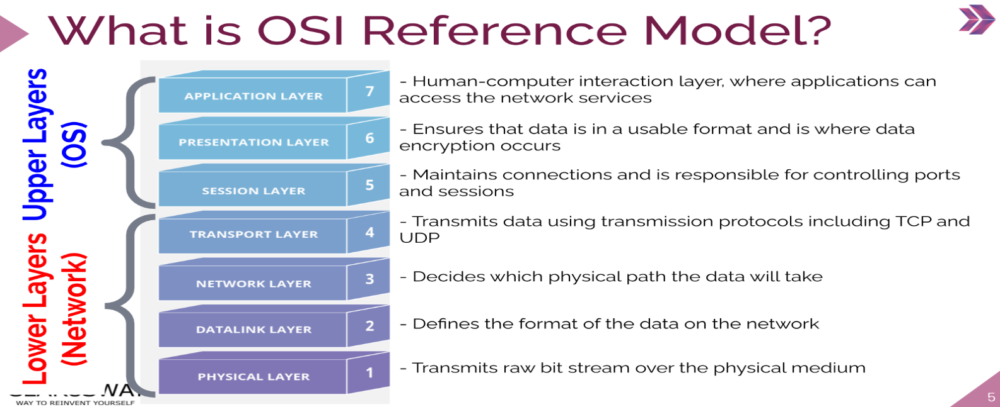 What is OSI Reference Model?
Upper Layers
(OS)
Lower Layers
(Network)
APPLICATION LAYER 7
- Human-computer interaction layer, where applications can
access the network services
PRESENTATION LAYER 6
- Ensures that data is in a usable format and is where data
encryption occurs
SESSION LAYER 5
- Maintains connections and is responsible for controlling ports
and sessions
TRANSPORT LAYER 4
- Transmits data using transmission protocols including TCP and
UDP
NETWORK LAYER 3
- Decides which physical path the data will take
DATALINK LAYER 2
- Defines the format of the data on the network
PHYSICAL LAYER 1
- Transmits raw bit stream over the physical medium
WAY TO REINVENT YOURSELF
5